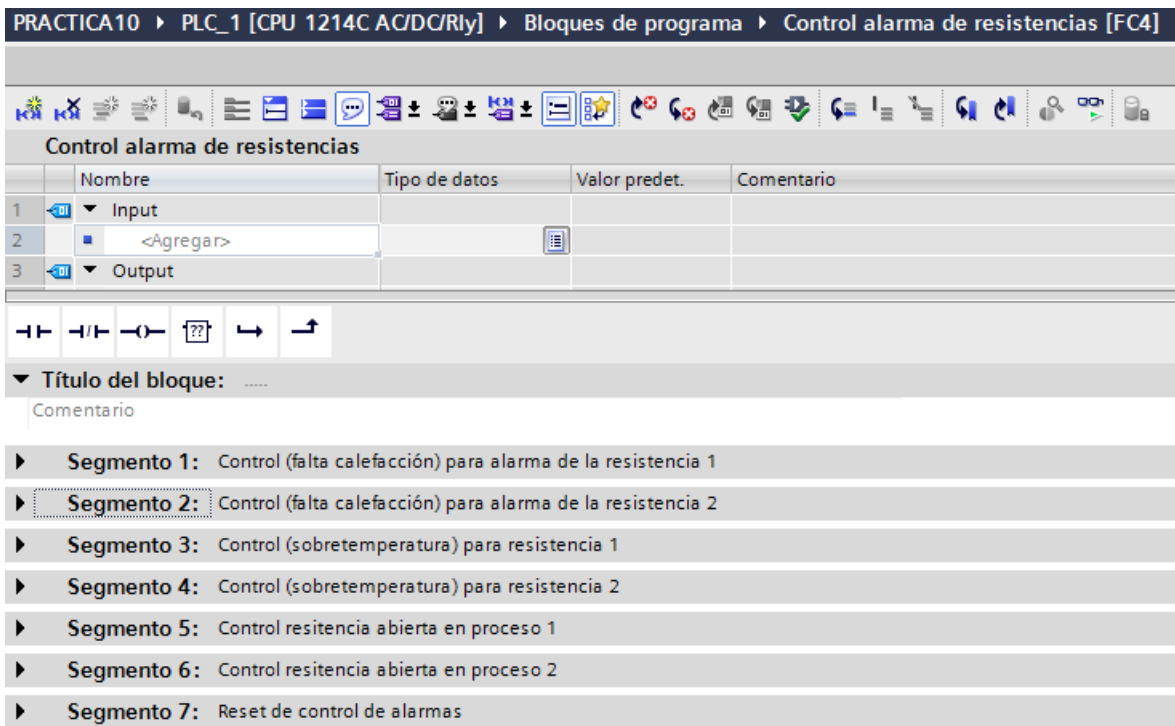 PRACTICA10 ▸ PLC_1 [CPU 1214C AC/DC/Rly] ▸ Bloques de programa ▸ Control alarma de resistencias [FC4]
Control alarma de resistencias
Nombre Tipo de datos Valor predet. Comentario
1 Input
2 <Agregar>
3 Output
??
Título del bloque: .....
Comentario
Segmento 1: Control (falta calefacción) para alarma de la resistencia 1
Segmento 2: Control (falta calefacción) para alarma de la resistencia 2
Segmento 3: Control (sobretemperatura) para resistencia 1
Segmento 4: Control (sobretemperatura) para resistencia 2
Segmento 5: Control resitencia abierta en proceso 1
Segmento 6: Control resitencia abierta en proceso 2
Segmento 7: Reset de control de alarmas